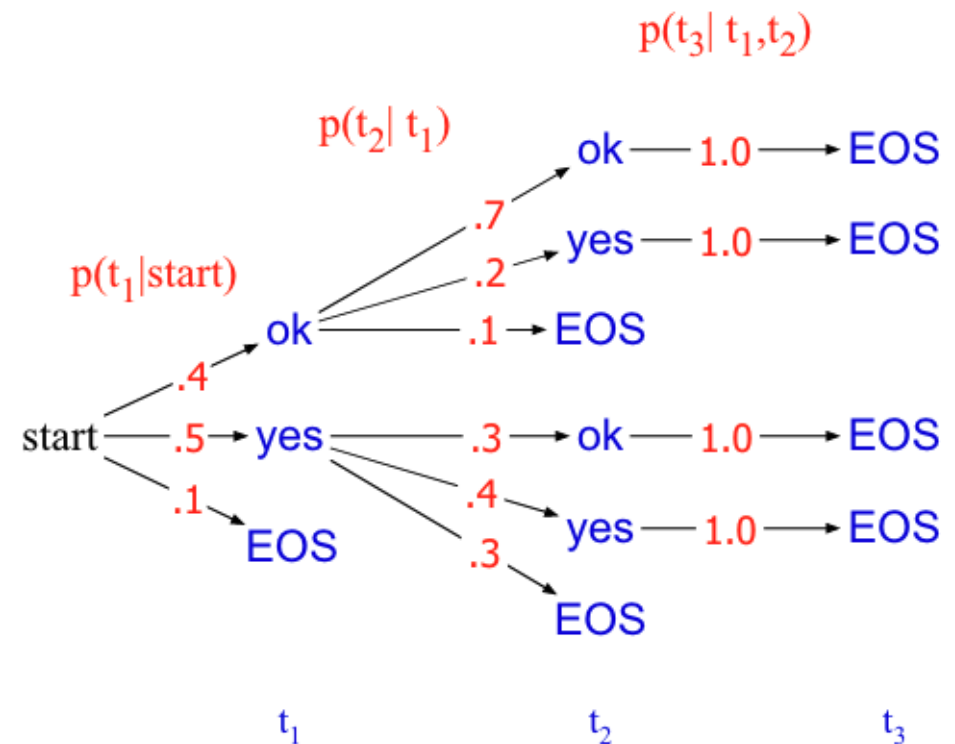 p(t₃| t₁,t₂)
p(t₂| t₁)
ok 1.0 EOS
.7
yes 1.0 EOS
p(t₁|start)
.2
ok .1 EOS
.4
start .5 yes .3 ok 1.0 EOS
.1
.4
yes 1.0 EOS
EOS
.3
EOS
t₁ t₂ t₃